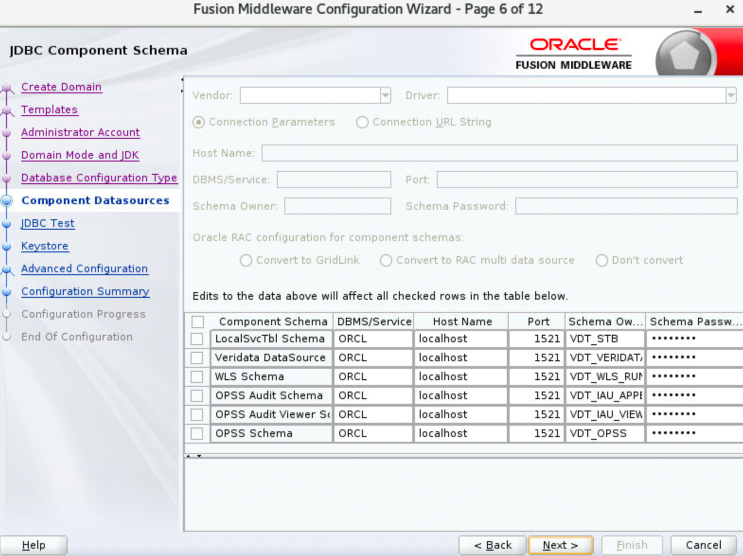 Fusion Middleware Configuration Wizard - Page 6 of 12
JDBC Component Schema
ORACLE
FUSION MIDDLEWARE
Create Domain
Templates
Administrator Account
Domain Mode and JDK
Database Configuration Type
Component Datasources
JDBC Test
Keystore
Advanced Configuration
Configuration Summary
Configuration Progress
End Of Configuration
Vendor: Driver:
Connection Parameters Connection URL String
Host Name:
DBMS/Service: Port:
Schema Owner: Schema Password:
Oracle RAC configuration for component schemas:
Convert to GridLink Convert to RAC multi data source Don't convert
Edits to the data above will affect all checked rows in the table below.
Component Schema DBMS/Service Host Name Port Schema Ow... Schema Passw...
LocalSvcTbl Schema ORCL localhost 1521 VDT_STB ••••••••
Veridata DataSource ORCL localhost 1521 VDT_VERIDAT ••••••••
WLS Schema ORCL localhost 1521 VDT_WLS_RUN ••••••••
OPSS Audit Schema ORCL localhost 1521 VDT_IAU_APPE ••••••••
OPSS Audit Viewer Sc ORCL localhost 1521 VDT_IAU_VIEW ••••••••
OPSS Schema ORCL localhost 1521 VDT_OPSS ••••••••
Help < Back Next > Finish Cancel